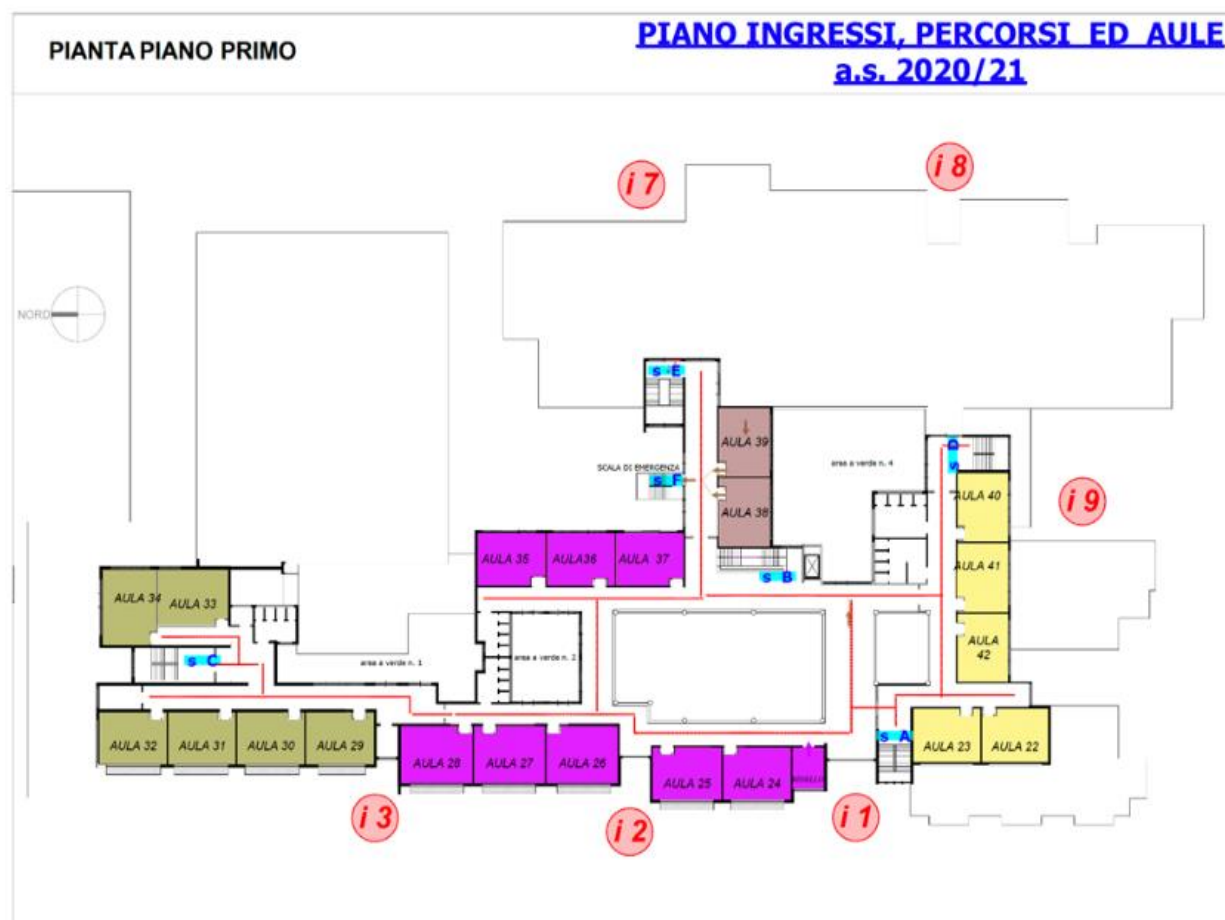 PIANTA PIANO PRIMO
PIANO INGRESSI, PERCORSI ED AULE
a.s. 2020/21
i 7
i 8
NORD
s E
AULA 39
SCALA DI EMERGENZA
s F
area a verde n. 4
s D
AULA 40
i 9
AULA 38
AULA 35
AULA36
AULA 37
AULA 41
s B
AULA 34
AULA 33
AULA 42
s C
area a verde n. 1
area a verde n. 2
AULA 32
AULA 31
AULA 30
AULA 29
AULA 28
AULA 27
AULA 26
AULA 25
AULA 24
s A
AULA 23
AULA 22
i 3
i 2
i 1